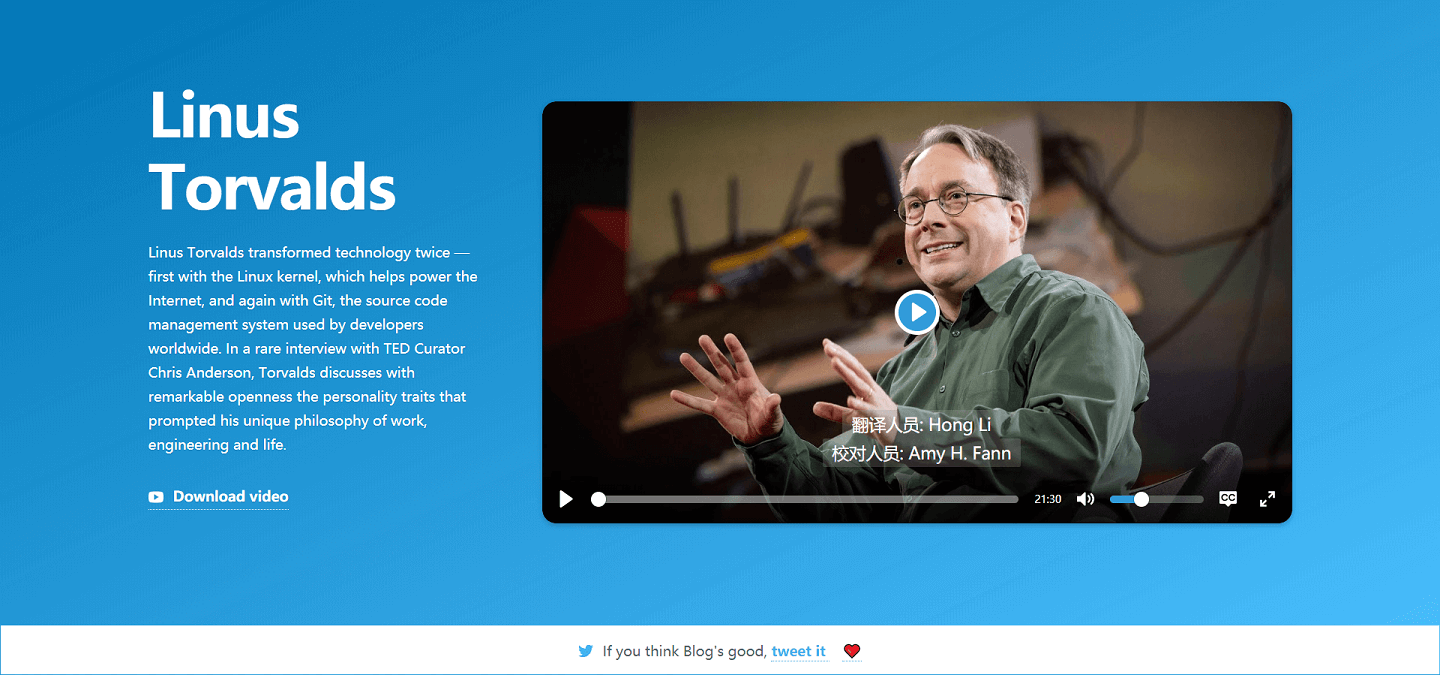 Linus
Torvalds
Linus Torvalds transformed technology twice —
first with the Linux kernel, which helps power the
Internet, and again with Git, the source code
management system used by developers
worldwide. In a rare interview with TED Curator
Chris Anderson, Torvalds discusses with
remarkable openness the personality traits that
prompted his unique philosophy of work,
engineering and life.
Download video
翻译人员: Hong Li
校对人员: Amy H. Fann
21:30
CC
If you think Blog's good, tweet it